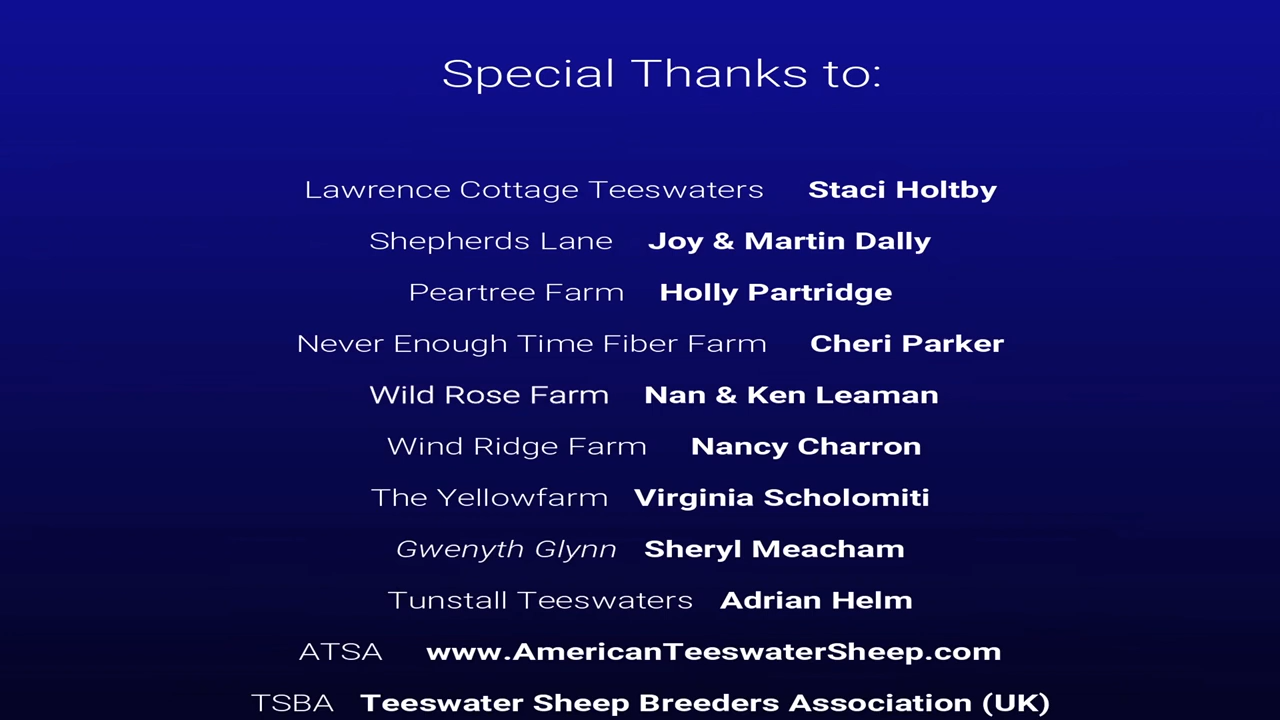 Special Thanks to:
Lawrence Cottage Teeswaters Staci Holtby
Shepherds Lane Joy & Martin Dally
Peartree Farm Holly Partridge
Never Enough Time Fiber Farm Cheri Parker
Wild Rose Farm Nan & Ken Leaman
Wind Ridge Farm Nancy Charron
The Yellowfarm Virginia Scholomiti
Gwenyth Glynn Sheryl Meacham
Tunstall Teeswaters Adrian Helm
ATSA www.AmericanTeeswaterSheep.com
TSBA Teeswater Sheep Breeders Association (UK)